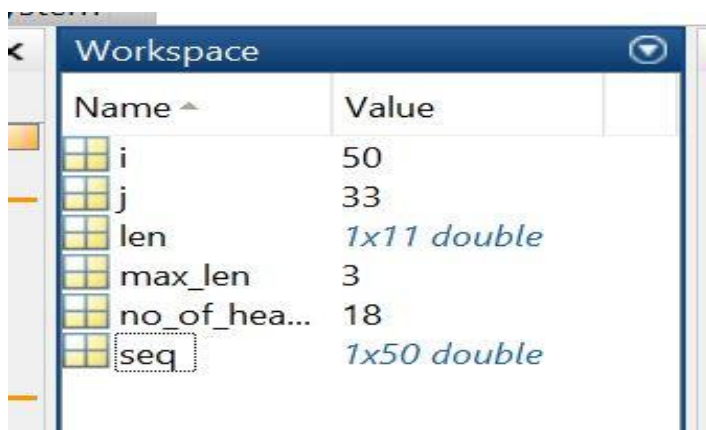 Workspace
Name Value
i 50
j 33
len 1x11 double
max_len 3
no_of_hea... 18
seq 1x50 double